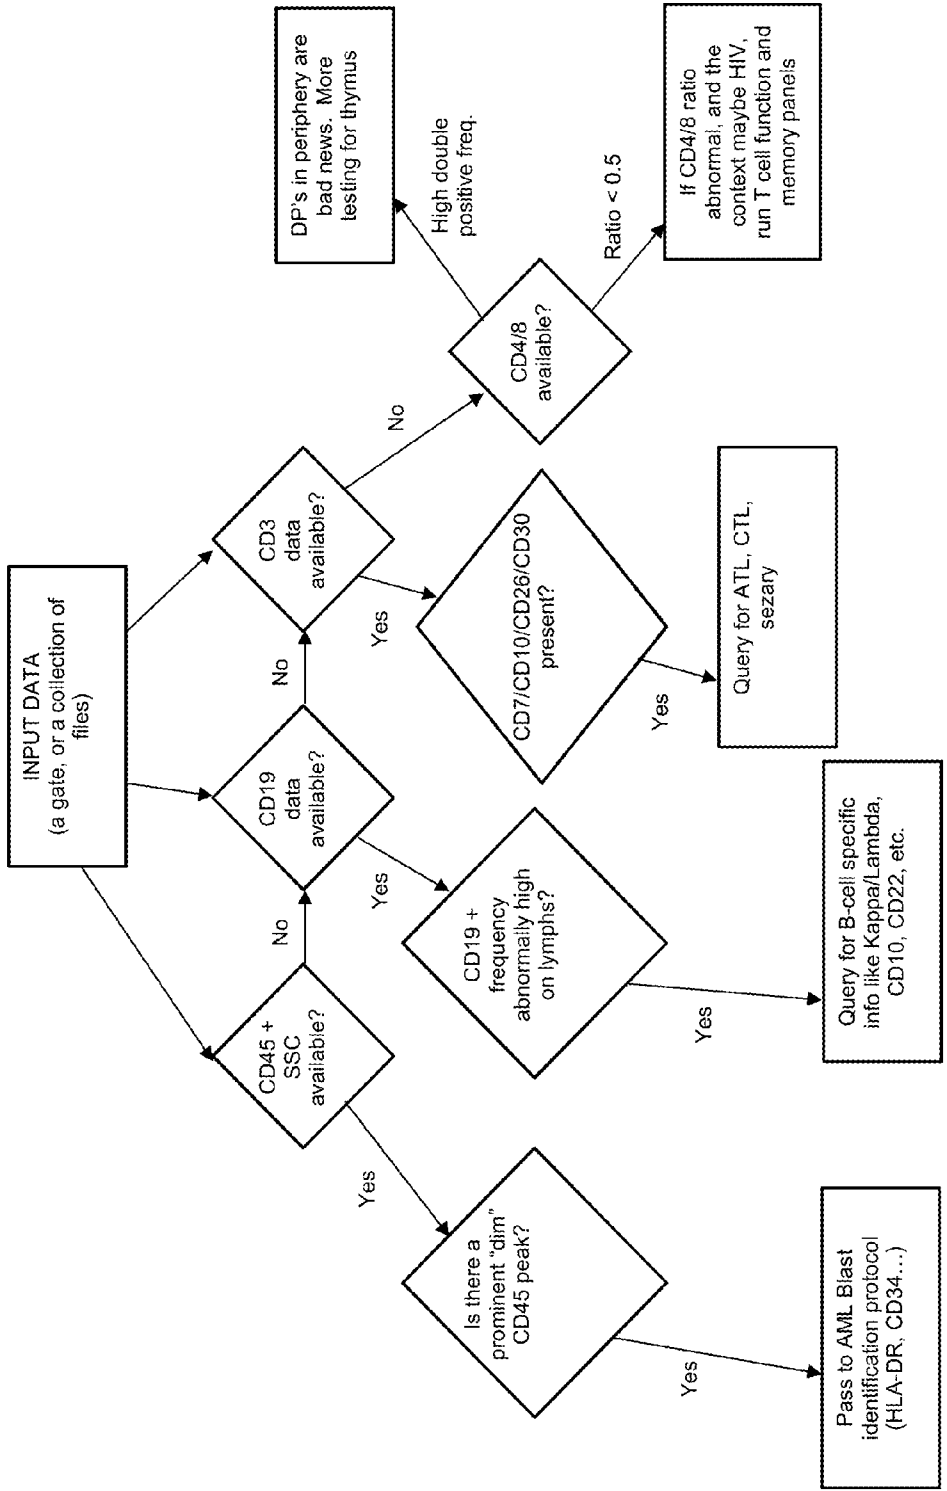 INPUT DATA
(a gate, or a collection of
files)
CD45 +
SSC
available?
No
CD19
data
available?
No
CD3
data
available?
Yes
Yes
Yes
No
Is there a
prominent “dim”
CD45 peak?
CD19 +
frequency
abnormally high
on lymphs?
CD7/CD10/CD26/CD30
present?
CD4/8
available?
High double
positive freq.
DP's in periphery are
bad news. More
testing for thymus
Ratio < 0.5
If CD4/8 ratio
abnormal, and the
context maybe HIV,
run T cell function and
memory panels
Yes
Yes
Yes
Pass to AML Blast
identification protocol
(HLA-DR, CD34...)
Query for B-cell specific
info like Kappa/Lambda,
CD10, CD22, etc.
Query for ATL, CTL,
sezary